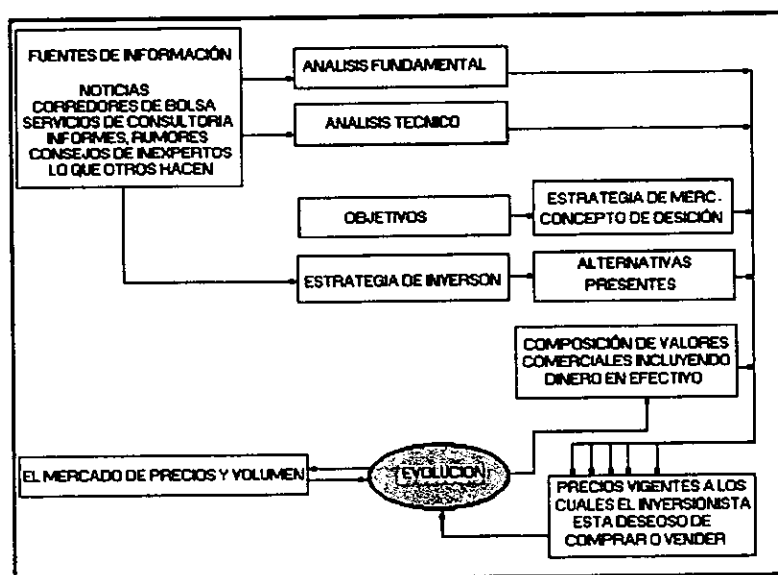 FUENTES DE INFORMACIÓN
NOTICIAS
CORREDORES DE BOLSA
SERVICIOS DE CONSULTORIA
INFORMES, RUMORES
CONSEJOS DE INEXPERTOS
LO QUE OTROS HACEN
ANALISIS FUNDAMENTAL
ANALISIS TECNICO
OBJETIVOS
ESTRATEGIA DE MERC.
CONCEPTO DE DESICIÓN
ESTRATEGIA DE INVERSON
ALTERNATIVAS
PRESENTES
COMPOSICIÓN DE VALORES
COMERCIALES INCLUYENDO
DINERO EN EFECTIVO
EL MERCADO DE PRECIOS Y VOLUMEN
EVOLUCION
PRECIOS VIGENTES A LOS
CUALES EL INVERSIONISTA
ESTA DESEOSO DE
COMPRAR O VENDER